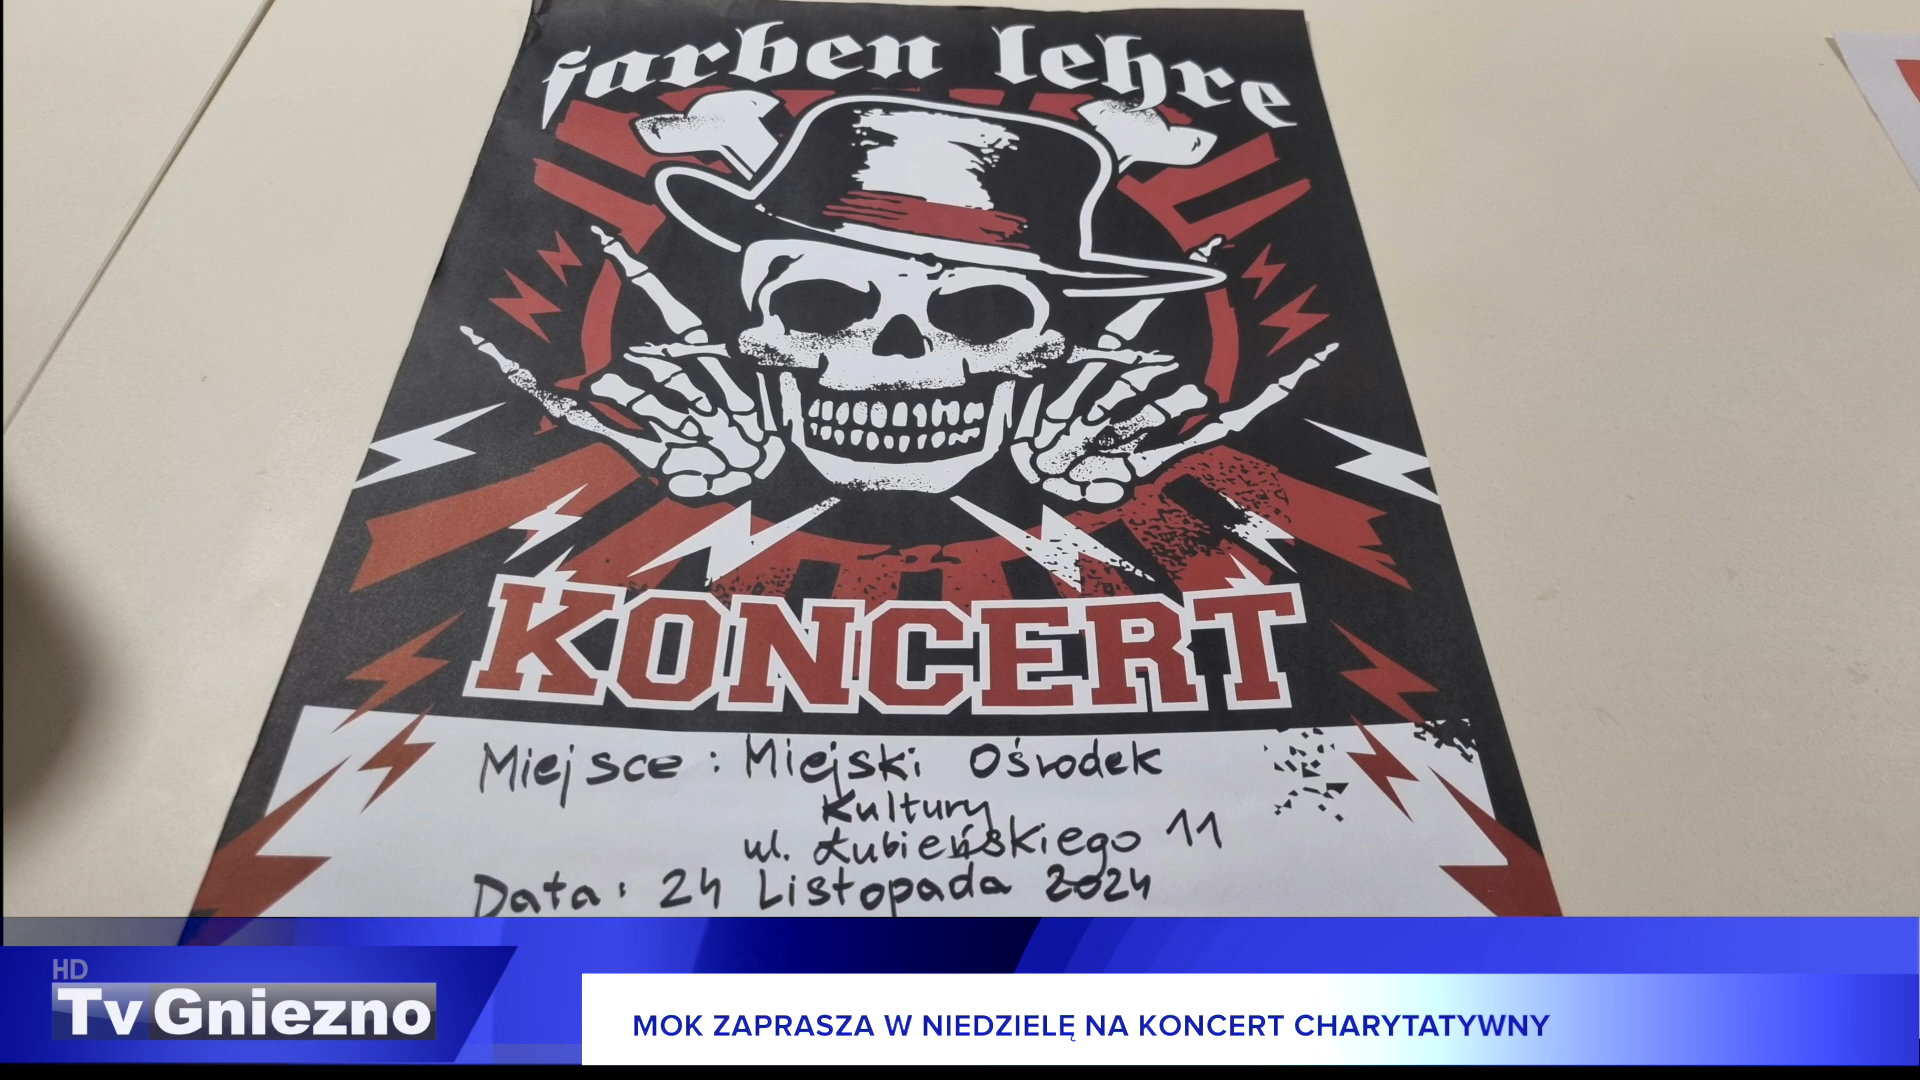 farben lehre
KONCERT
Miejsce: Miejski Ośrodek
Kultury
ul. Łubieńskiego 11
Data: 24 Listopada 2024
HD
Tv Gniezno
MOK ZAPRASZA W NIEDZIELĘ NA KONCERT CHARYTATYWNY